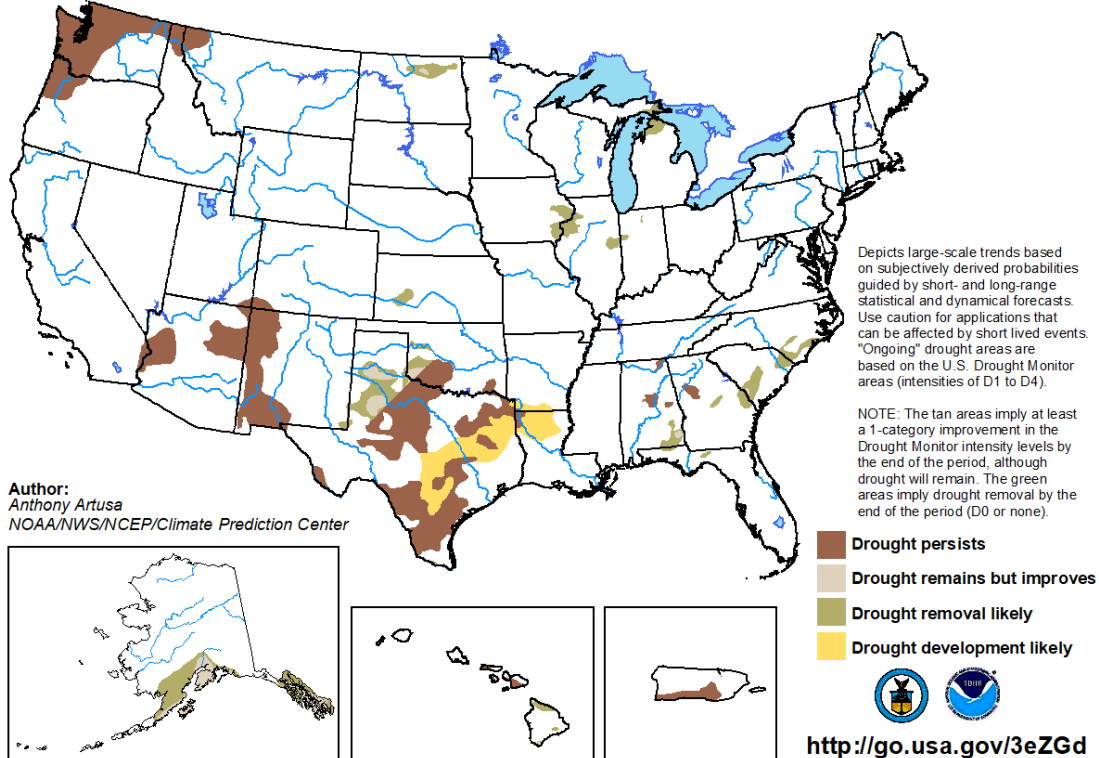 Depicts large-scale trends based
on subjectively derived probabilities
guided by short- and long-range
statistical and dynamical forecasts.
Use caution for applications that
can be affected by short lived events.
"Ongoing" drought areas are
based on the U.S. Drought Monitor
areas (intensities of D1 to D4).
NOTE: The tan areas imply at least
a 1-category improvement in the
Drought Monitor intensity levels by
the end of the period, although
drought will remain. The green
areas imply drought removal by the
end of the period (D0 or none).
Author:
Anthony Artusa
NOAA/NWS/NCEP/Climate Prediction Center
Drought persists
Drought remains but improves
Drought removal likely
Drought development likely
http://go.usa.gov/3eZGd